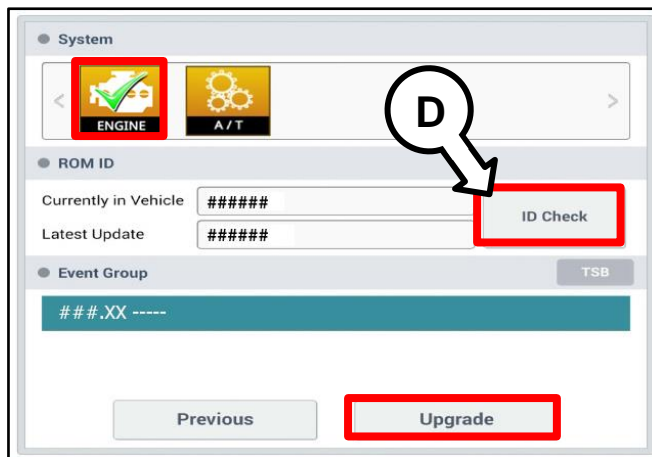 System
ENGINE
A/T
D
ROM ID
Currently in Vehicle ######
ID Check
Latest Update ######
Event Group
TSB
###.XX -----
Previous
Upgrade